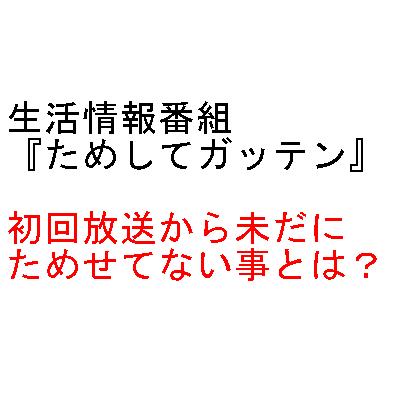 生活情報番組
『ためしてガッテン』
初回放送から未だに
ためせてない事とは？